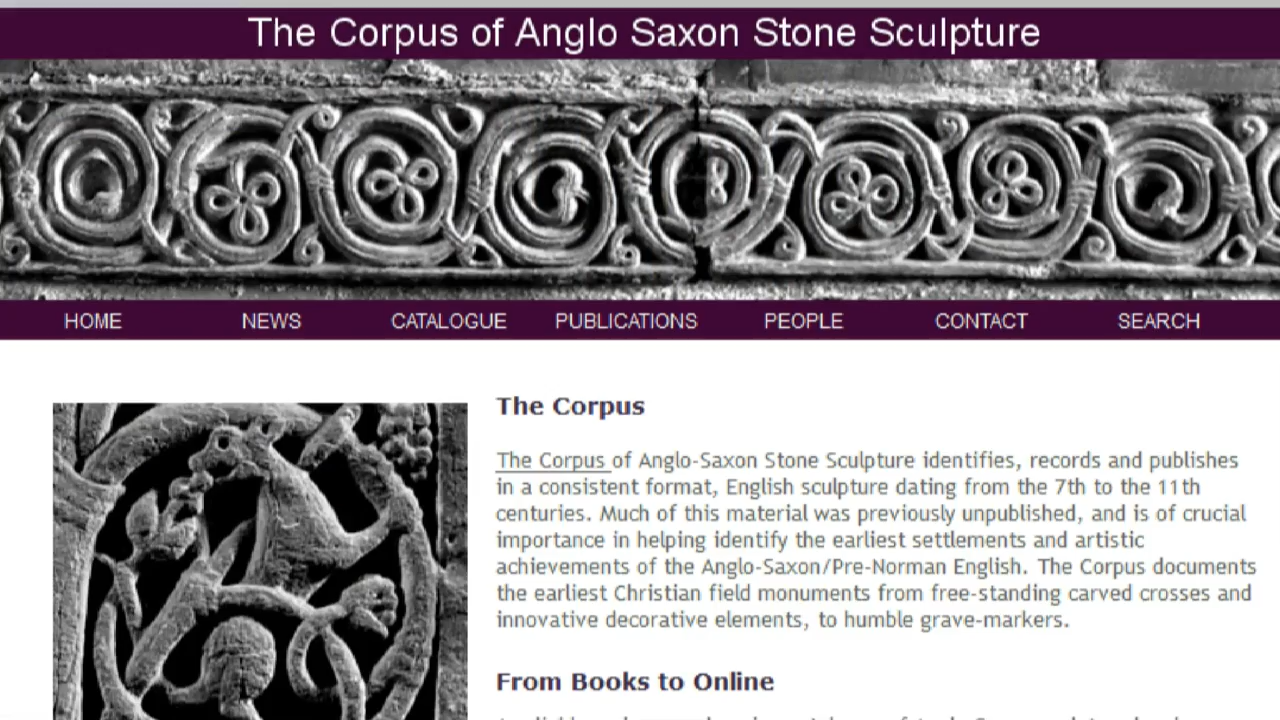 The Corpus of Anglo Saxon Stone Sculpture
HOME NEWS CATALOGUE PUBLICATIONS PEOPLE CONTACT SEARCH
The Corpus
The Corpus of Anglo-Saxon Stone Sculpture identifies, records and publishes
in a consistent format, English sculpture dating from the 7th to the 11th
centuries. Much of this material was previously unpublished, and is of crucial
importance in helping identify the earliest settlements and artistic
achievements of the Anglo-Saxon/Pre-Norman English. The Corpus documents
the earliest Christian field monuments from free-standing carved crosses and
innovative decorative elements, to humble grave-markers.
From Books to Online